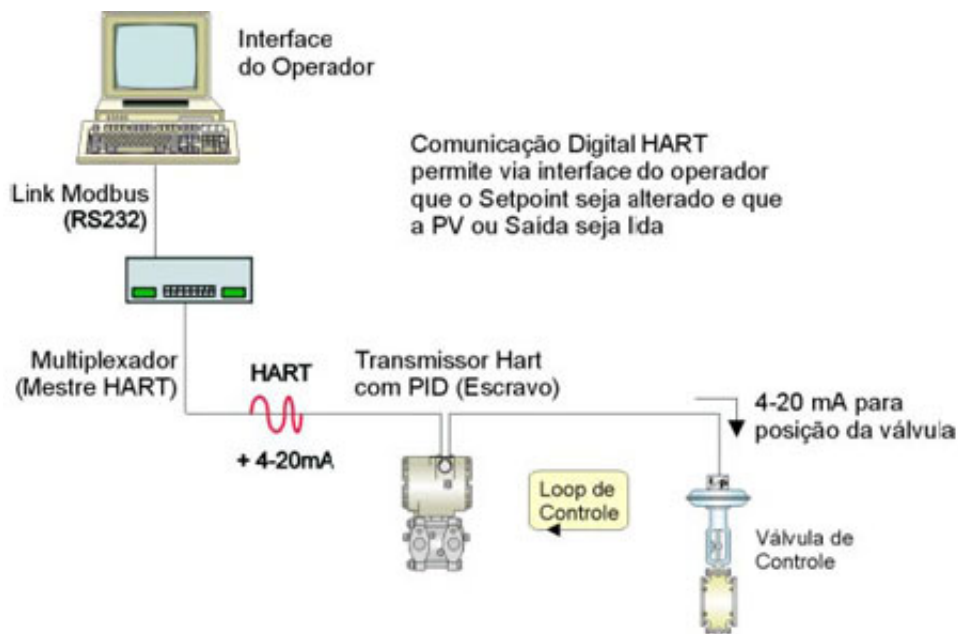 Interface
do Operador
Comunicação Digital HART
permite via interface do operador
que o Setpoint seja alterado e que
a PV ou Saída seja lida
Link Modbus
(RS232)
Multiplexador
(Mestre HART)
HART
+ 4-20mA
Transmissor Hart
com PID (Escravo)
4-20 mA para
posição da válvula
Loop de
Controle
Válvula de
Controle